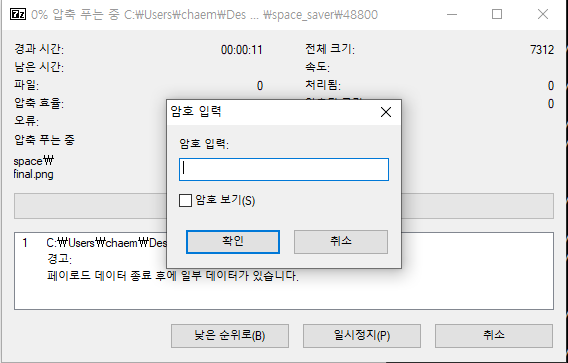 7z 0% 압축 푸는 중 C:₩Users₩chaem₩Des ... ₩space_saver₩48800
경과 시간: 00:00:11 전체 크기: 7312
남은 시간: 속도:
파일: 0 처리됨: 0
압축 효율: 0
오류:
압축 푸는 중
space₩
final.png
암호 입력
암호 입력:
암호 보기(S)
확인 취소
1 C:₩Users₩chaem₩Des
경고:
페이로드 데이터 종료 후에 일부 데이터가 있습니다.
낮은 순위로(B) 일시정지(P) 취소